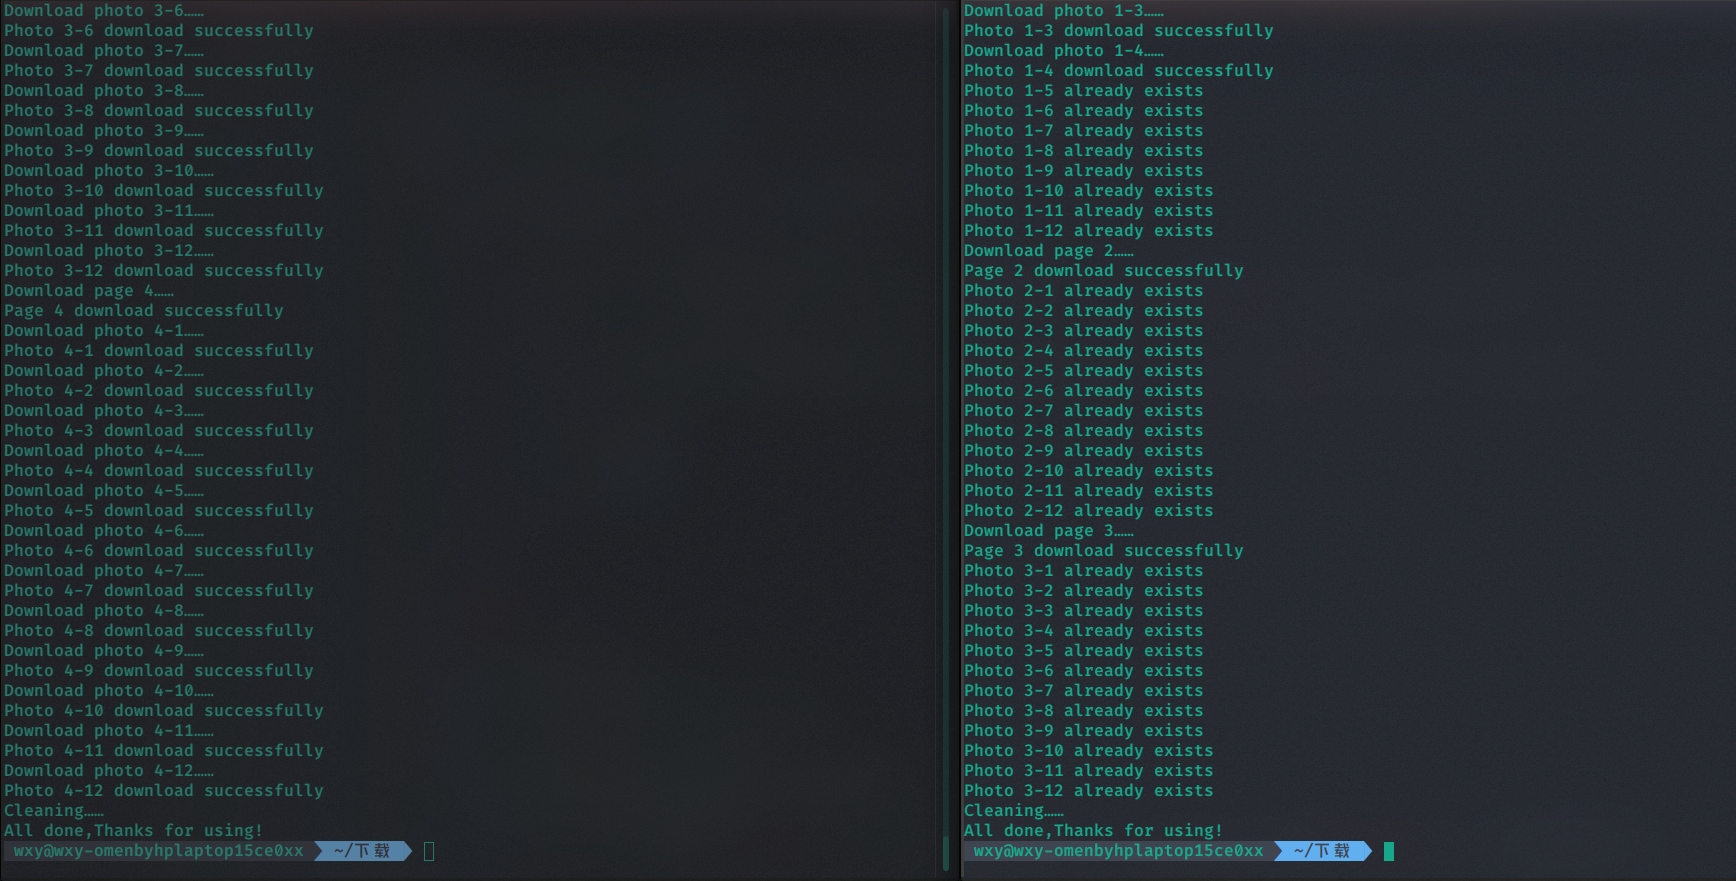 Download photo 3-6……
Photo 3-6 download successfully
Download photo 3-7……
Photo 3-7 download successfully
Download photo 3-8……
Photo 3-8 download successfully
Download photo 3-9……
Photo 3-9 download successfully
Download photo 3-10……
Photo 3-10 download successfully
Download photo 3-11……
Photo 3-11 download successfully
Download photo 3-12……
Photo 3-12 download successfully
Download page 4……
Page 4 download successfully
Download photo 4-1……
Photo 4-1 download successfully
Download photo 4-2……
Photo 4-2 download successfully
Download photo 4-3……
Photo 4-3 download successfully
Download photo 4-4……
Photo 4-4 download successfully
Download photo 4-5……
Photo 4-5 download successfully
Download photo 4-6……
Photo 4-6 download successfully
Download photo 4-7……
Photo 4-7 download successfully
Download photo 4-8……
Photo 4-8 download successfully
Download photo 4-9……
Photo 4-9 download successfully
Download photo 4-10……
Photo 4-10 download successfully
Download photo 4-11……
Photo 4-11 download successfully
Download photo 4-12……
Photo 4-12 download successfully
Cleaning……
All done,Thanks for using!
wxy@wxy-omenbyhplaptop15ce0xx ~/下载
Download photo 1-3……
Photo 1-3 download successfully
Download photo 1-4……
Photo 1-4 download successfully
Photo 1-5 already exists
Photo 1-6 already exists
Photo 1-7 already exists
Photo 1-8 already exists
Photo 1-9 already exists
Photo 1-10 already exists
Photo 1-11 already exists
Photo 1-12 already exists
Download page 2……
Page 2 download successfully
Photo 2-1 already exists
Photo 2-2 already exists
Photo 2-3 already exists
Photo 2-4 already exists
Photo 2-5 already exists
Photo 2-6 already exists
Photo 2-7 already exists
Photo 2-8 already exists
Photo 2-9 already exists
Photo 2-10 already exists
Photo 2-11 already exists
Photo 2-12 already exists
Download page 3……
Page 3 download successfully
Photo 3-1 already exists
Photo 3-2 already exists
Photo 3-3 already exists
Photo 3-4 already exists
Photo 3-5 already exists
Photo 3-6 already exists
Photo 3-7 already exists
Photo 3-8 already exists
Photo 3-9 already exists
Photo 3-10 already exists
Photo 3-11 already exists
Photo 3-12 already exists
Cleaning……
All done,Thanks for using!
wxy@wxy-omenbyhplaptop15ce0xx ~/下载